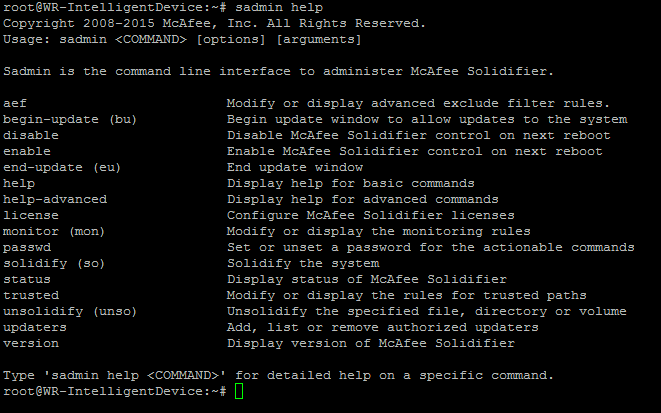 root@WR-IntelligentDevice:~# sadmin help
Copyright 2008-2015 McAfee, Inc. All Rights Reserved.
Usage: sadmin <COMMAND> [options] [arguments]
Sadmin is the command line interface to administer McAfee Solidifier.
aef Modify or display advanced exclude filter rules.
begin-update (bu) Begin update window to allow updates to the system
disable Disable McAfee Solidifier control on next reboot
enable Enable McAfee Solidifier control on next reboot
end-update (eu) End update window
help Display help for basic commands
help-advanced Display help for advanced commands
license Configure McAfee Solidifier licenses
monitor (mon) Modify or display the monitoring rules
passwd Set or unset a password for the actionable commands
solidify (so) Solidify the system
status Display status of McAfee Solidifier
trusted Modify or display the rules for trusted paths
unsolidify (unso) Unsolidify the specified file, directory or volume
updaters Add, list or remove authorized updaters
version Display version of McAfee Solidifier
Type 'sadmin help <COMMAND>' for detailed help on a specific command.
root@WR-IntelligentDevice:~#